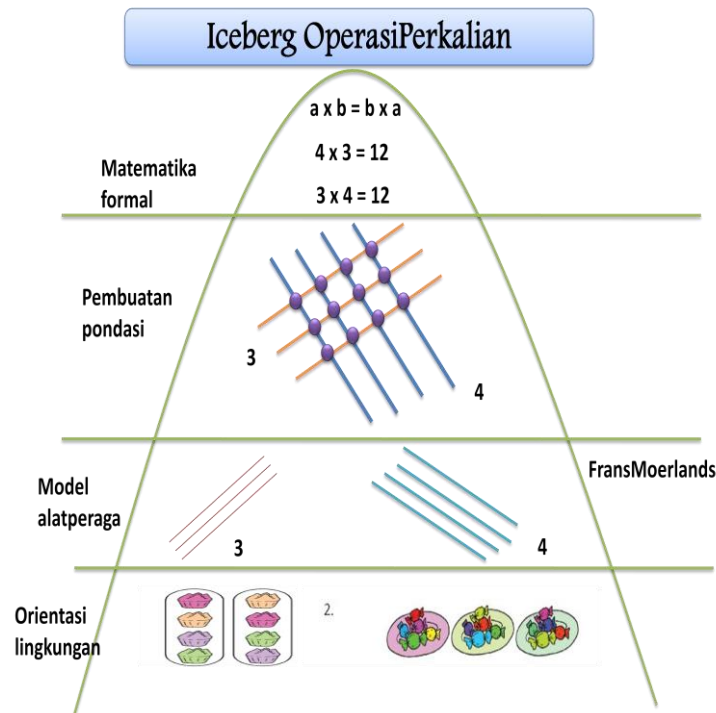 Iceberg OperasiPerkalian
a x b = b x a
4 x 3 = 12
3 x 4 = 12
Matematika
formal
Pembuatan
pondasi
3
4
Model
alatperaga
3
4
FransMoerlands
Orientasi
lingkungan
2.